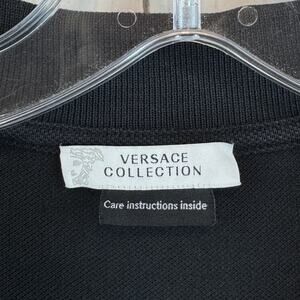 VERSACE
COLLECTION
Care instructions inside